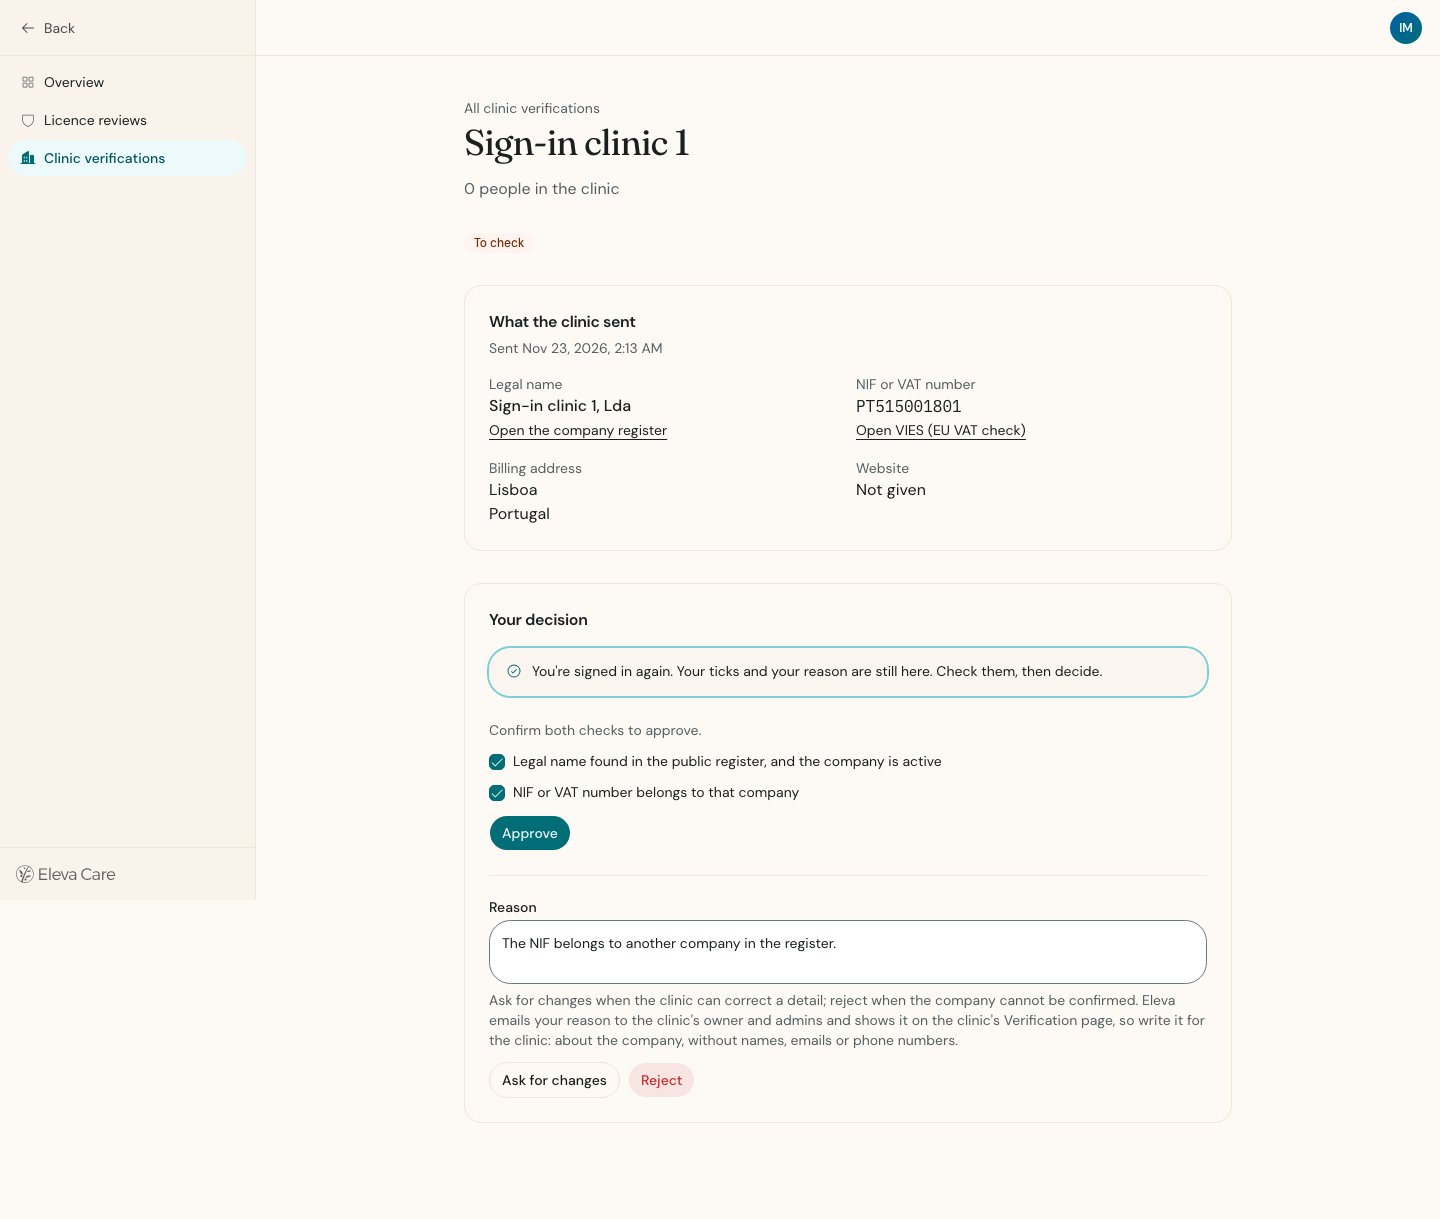 Back
IM
Overview
Licence reviews
Clinic verifications
All clinic verifications
Sign-in clinic 1
0 people in the clinic
To check
What the clinic sent
Sent Nov 23, 2026, 2:13 AM
Legal name
Sign-in clinic 1, Lda
Open the company register
NIF or VAT number
PT515001801
Open VIES (EU VAT check)
Billing address
Lisboa
Portugal
Website
Not given
Your decision
You're signed in again. Your ticks and your reason are still here. Check them, then decide.
Confirm both checks to approve.
Legal name found in the public register, and the company is active
NIF or VAT number belongs to that company
Approve
Reason
The NIF belongs to another company in the register.
Ask for changes when the clinic can correct a detail; reject when the company cannot be confirmed. Eleva
emails your reason to the clinic's owner and admins and shows it on the clinic's Verification page, so write it for
the clinic: about the company, without names, emails or phone numbers.
Ask for changes
Reject
Eleva Care